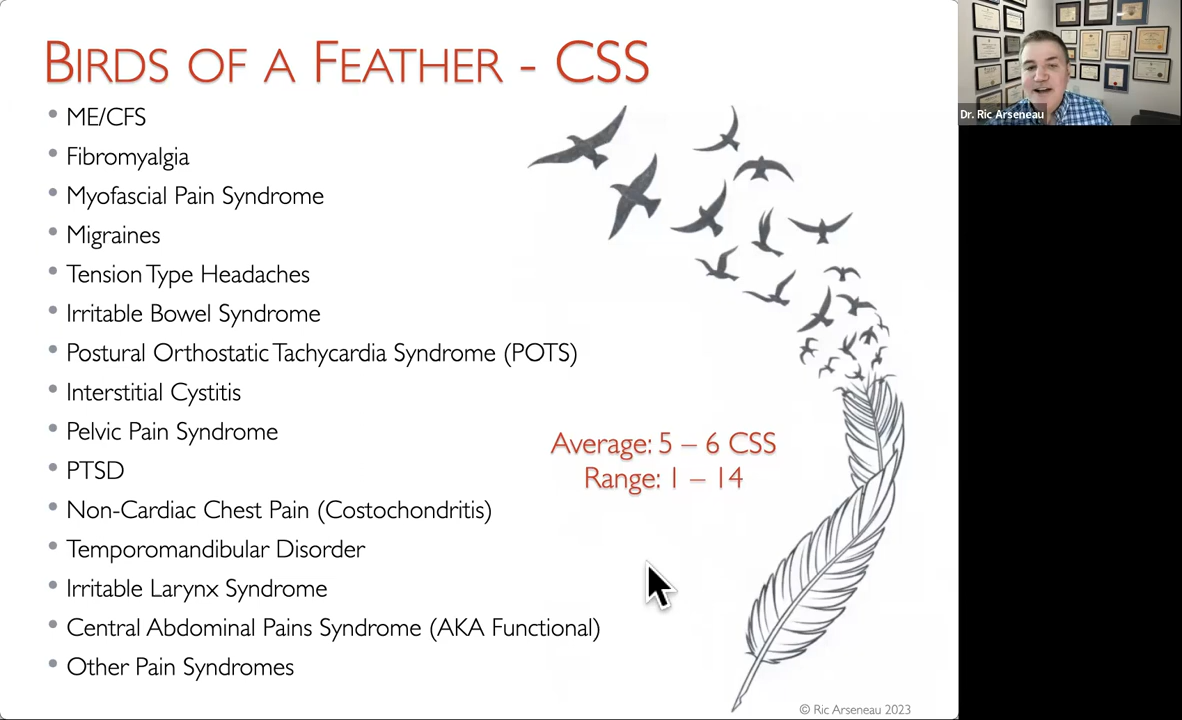 BIRDS OF A FEATHER - CSS
Dr. Ric Arseneau
• ME/CFS
• Fibromyalgia
• Myofascial Pain Syndrome
• Migraines
• Tension Type Headaches
• Irritable Bowel Syndrome
• Postural Orthostatic Tachycardia Syndrome (POTS)
• Interstitial Cystitis
• Pelvic Pain Syndrome
• PTSD
• Non-Cardiac Chest Pain (Costochondritis)
• Temporomandibular Disorder
• Irritable Larynx Syndrome
• Central Abdominal Pains Syndrome (AKA Functional)
• Other Pain Syndromes
Average: 5 – 6 CSS
Range: 1 – 14
© Ric Arseneau 2023